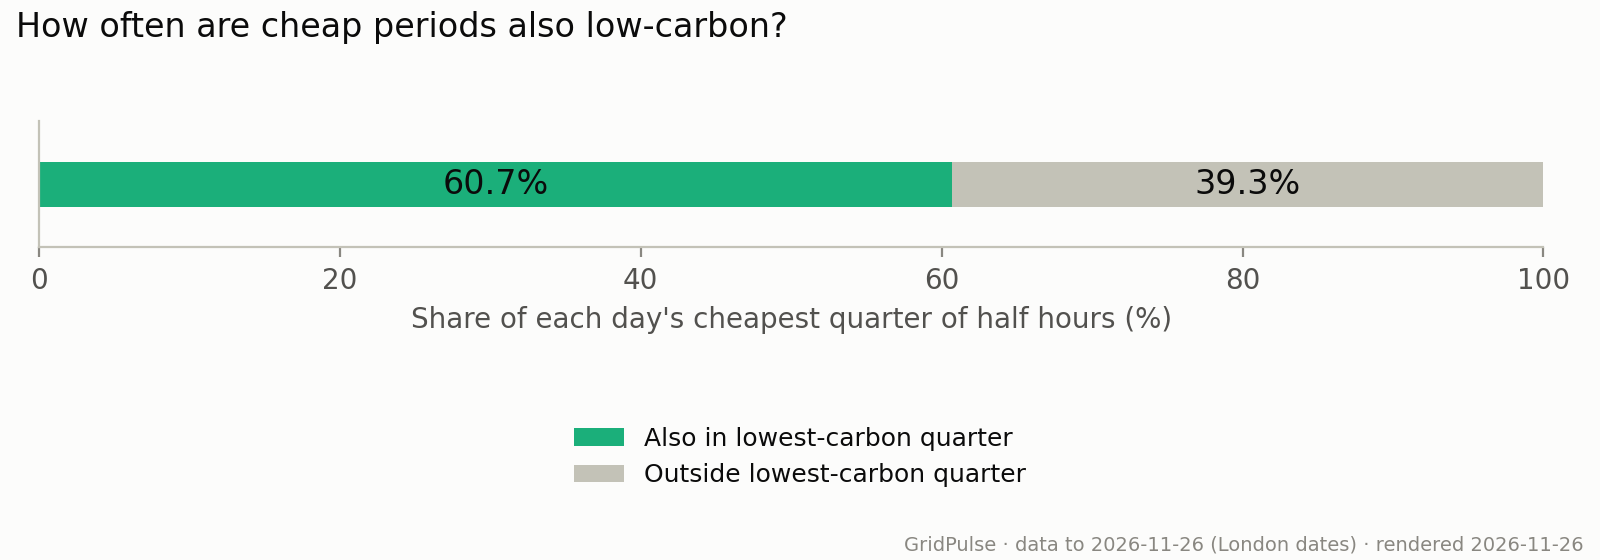 How often are cheap periods also low-carbon?
60.7% 39.3%
0 20 40 60 80 100
Share of each day's cheapest quarter of half hours (%)
Also in lowest-carbon quarter
Outside lowest-carbon quarter
GridPulse · data to 2026-11-26 (London dates) · rendered 2026-11-26